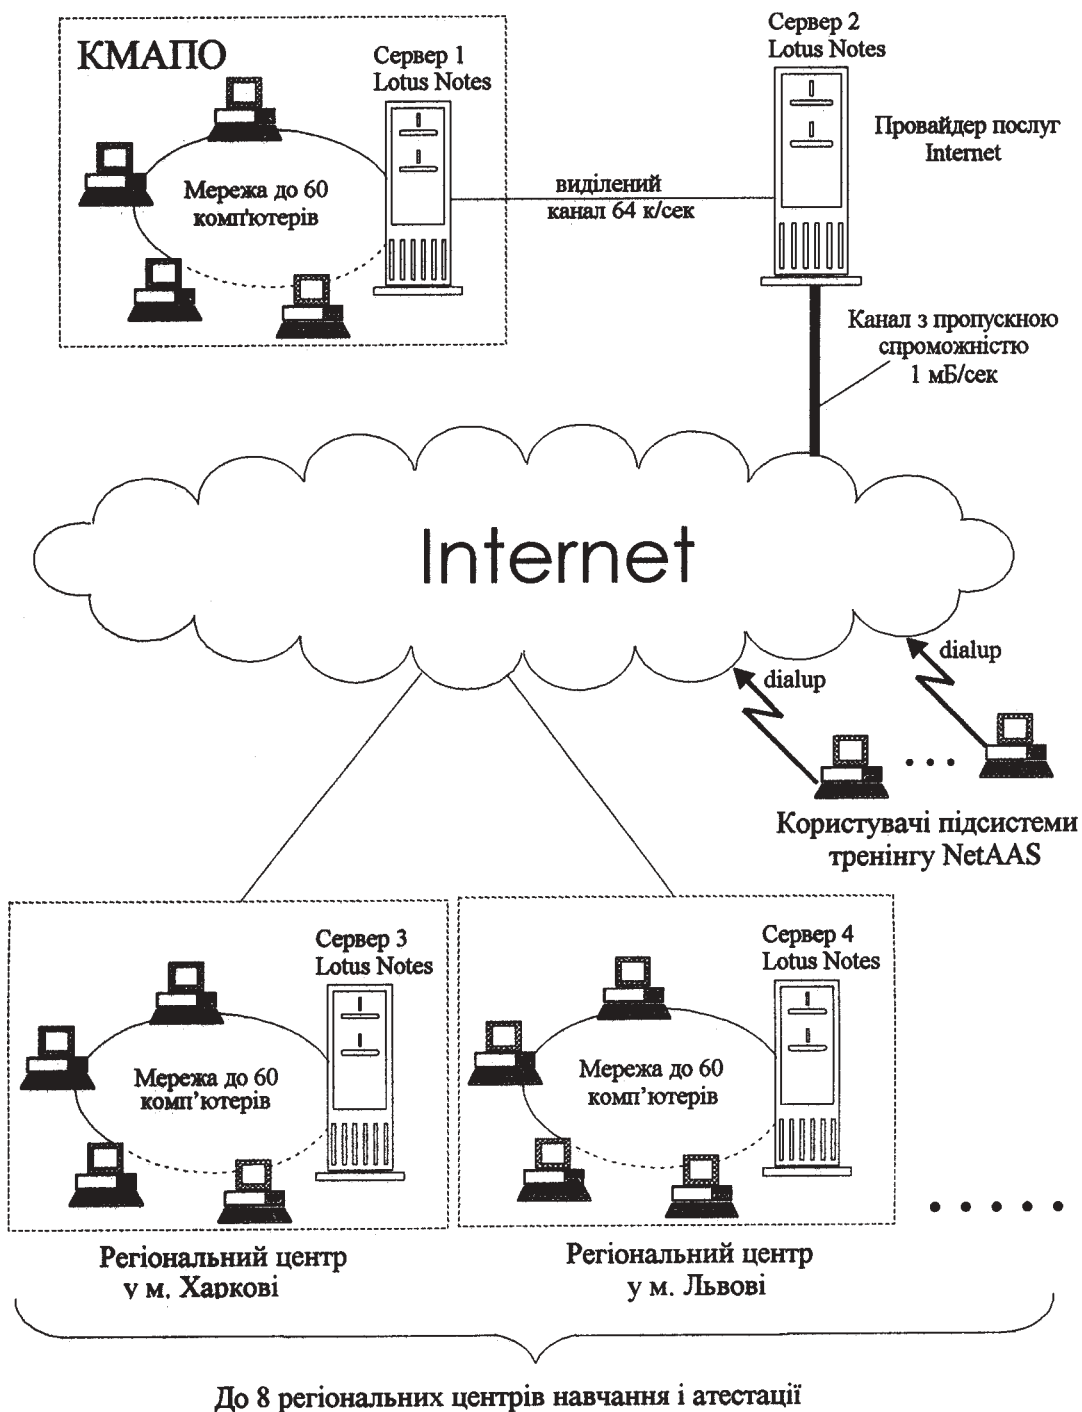 КМАПО
Сервер 1
Lotus Notes
Мережа до 60
комп'ютерів
виділений
канал 64 к/сек
Сервер 2
Lotus Notes
Провайдер послуг
Internet
Канал з пропускною
спроможністю
1 мБ/сек
Internet
dialup
dialup
Користувачі підсистеми
тренінгу NetAAS
Сервер 3
Lotus Notes
Мережа до 60
комп’ютерів
Регіональний центр
у м. Харкові
Сервер 4
Lotus Notes
Мережа до 60
комп’ютерів
Регіональний центр
у м. Львові
До 8 регіональних центрів навчання і атестації